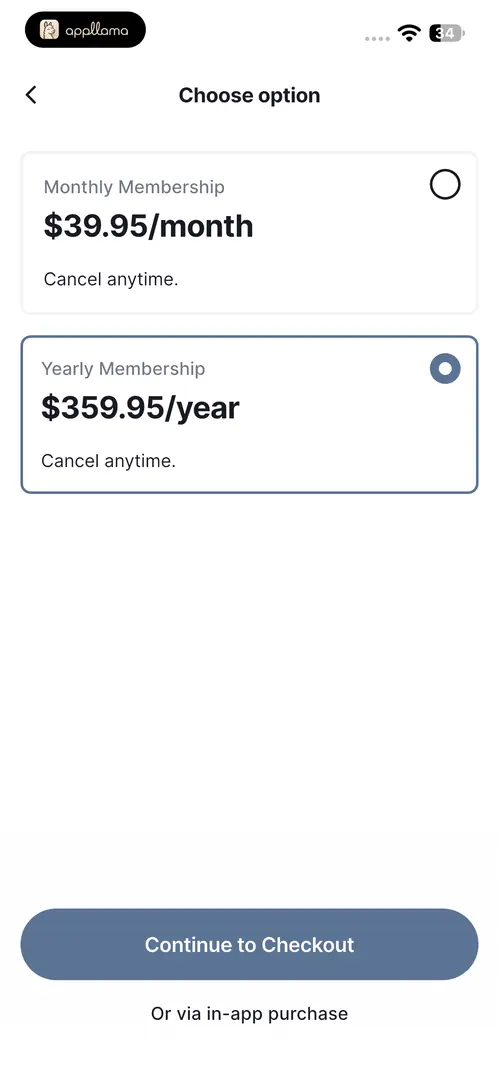 appllama
34
Choose option
Monthly Membership
$39.95/month
Cancel anytime.
Yearly Membership
$359.95/year
Cancel anytime.
Continue to Checkout
Or via in-app purchase